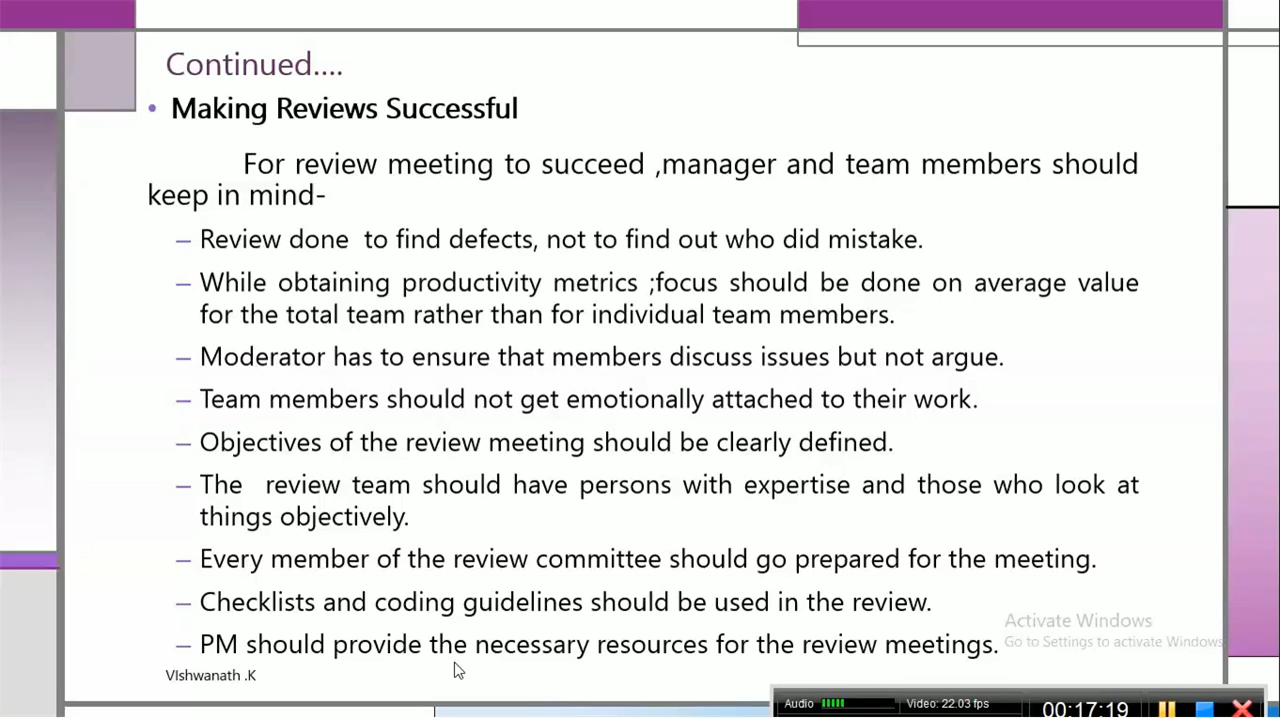 Continued....
• Making Reviews Successful
For review meeting to succeed ,manager and team members should
keep in mind-
– Review done to find defects, not to find out who did mistake.
– While obtaining productivity metrics ;focus should be done on average value
for the total team rather than for individual team members.
– Moderator has to ensure that members discuss issues but not argue.
– Team members should not get emotionally attached to their work.
– Objectives of the review meeting should be clearly defined.
– The review team should have persons with expertise and those who look at
things objectively.
– Every member of the review committee should go prepared for the meeting.
– Checklists and coding guidelines should be used in the review.
– PM should provide the necessary resources for the review meetings.
Activate Windows
Go to Settings to activate Windows
VIshwanath .K
Audio
Video: 22.03 fps
00:17:19